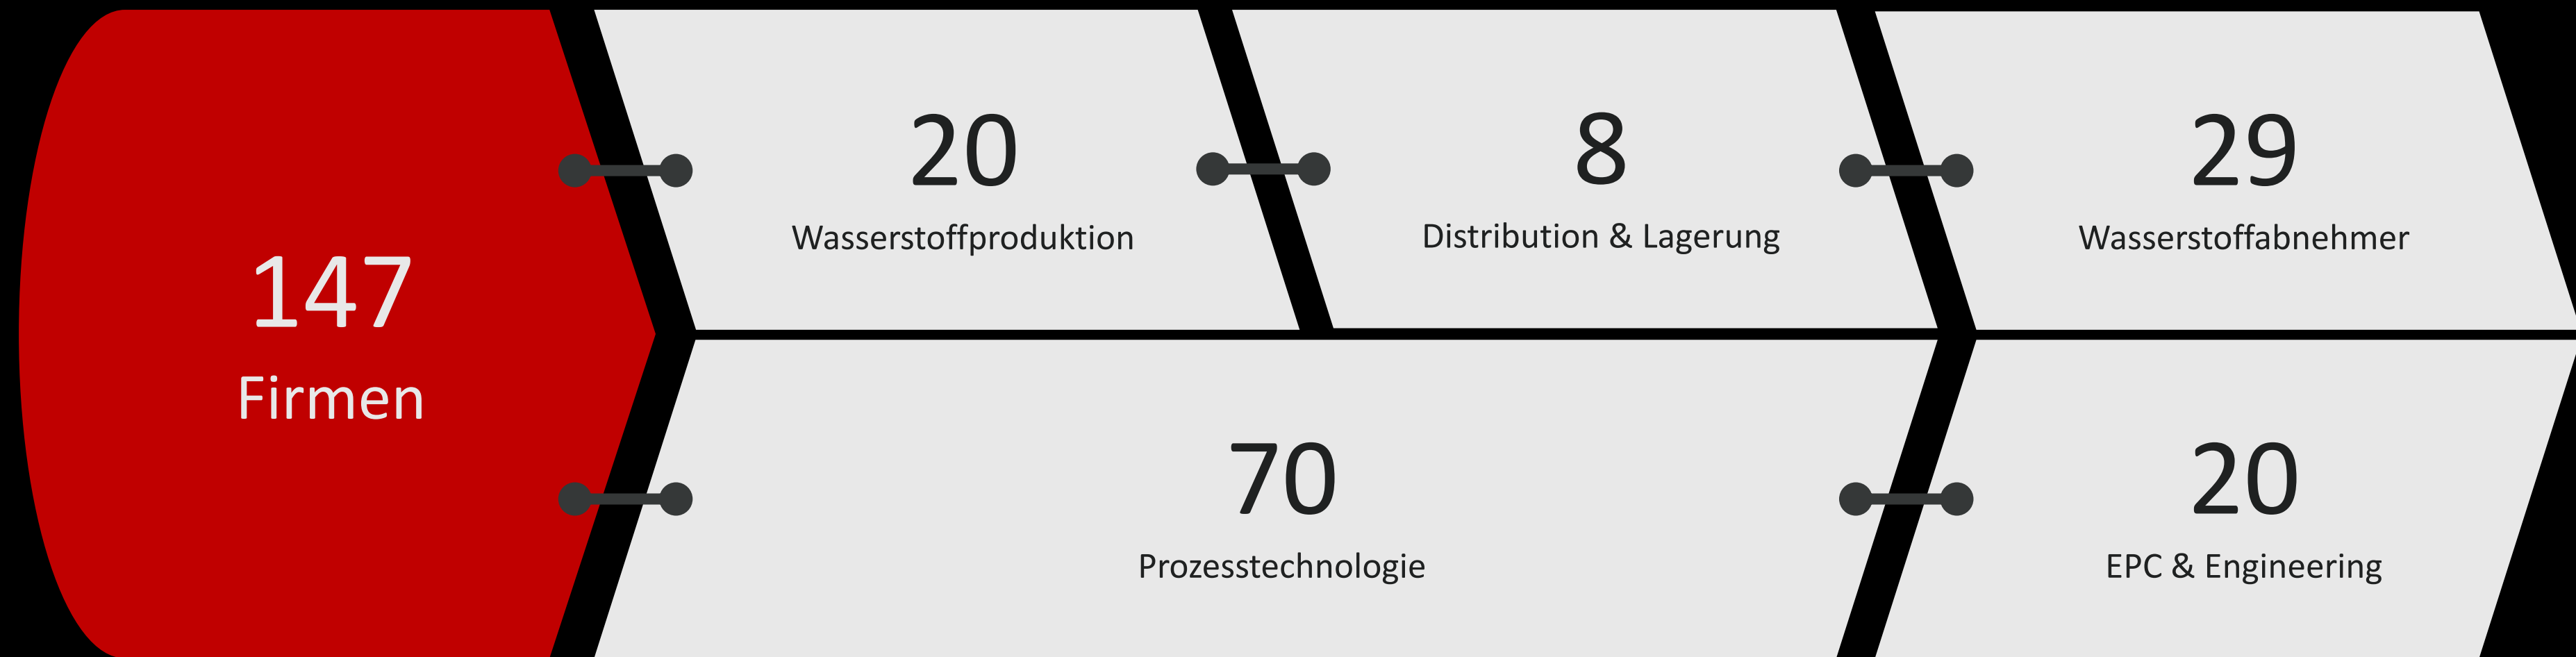 147
Firmen
20
Wasserstoffproduktion
8
Distribution & Lagerung
29
Wasserstoffabnehmer
70
Prozesstechnologie
20
EPC & Engineering